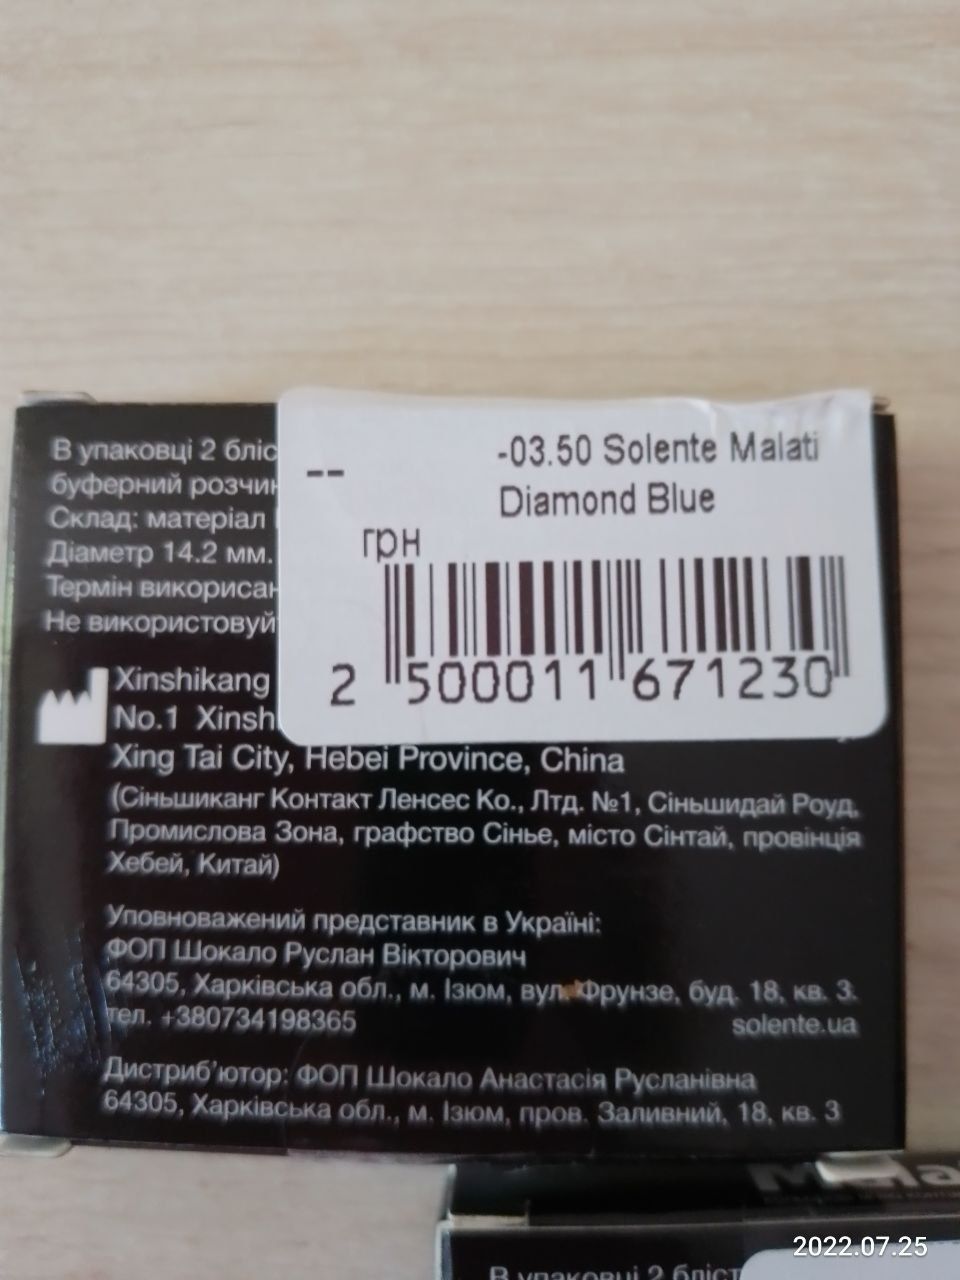 В упаковці 2 бліс
буферний розчин
Склад: матеріал
Діаметр 14.2 мм.
Термін використан
Не використовуй
-- -03.50 Solente Malati
Diamond Blue
грн
2 500011 671230
Xinshikang
No.1 Xinsh
Xing Tai City, Hebei Province, China
(Сіньшиканг Контакт Ленсес Ко., Лтд. №1, Сіньшидай Роуд,
Промислова Зона, графство Сінье, місто Сінтай, провінція
Хебей, Китай)
Уповноважений представник в Україні:
ФОП Шокало Руслан Вікторович
64305, Харківська обл., м. Ізюм, вул. Фрунзе, буд. 18, кв. 3.
тел. +380734198365 solente.ua
Дистриб'ютор: ФОП Шокало Анастасія Русланівна
64305, Харківська обл., м. Ізюм, пров. Заливний, 18, кв. 3
В упаковці 2 бліст
2022.07.25